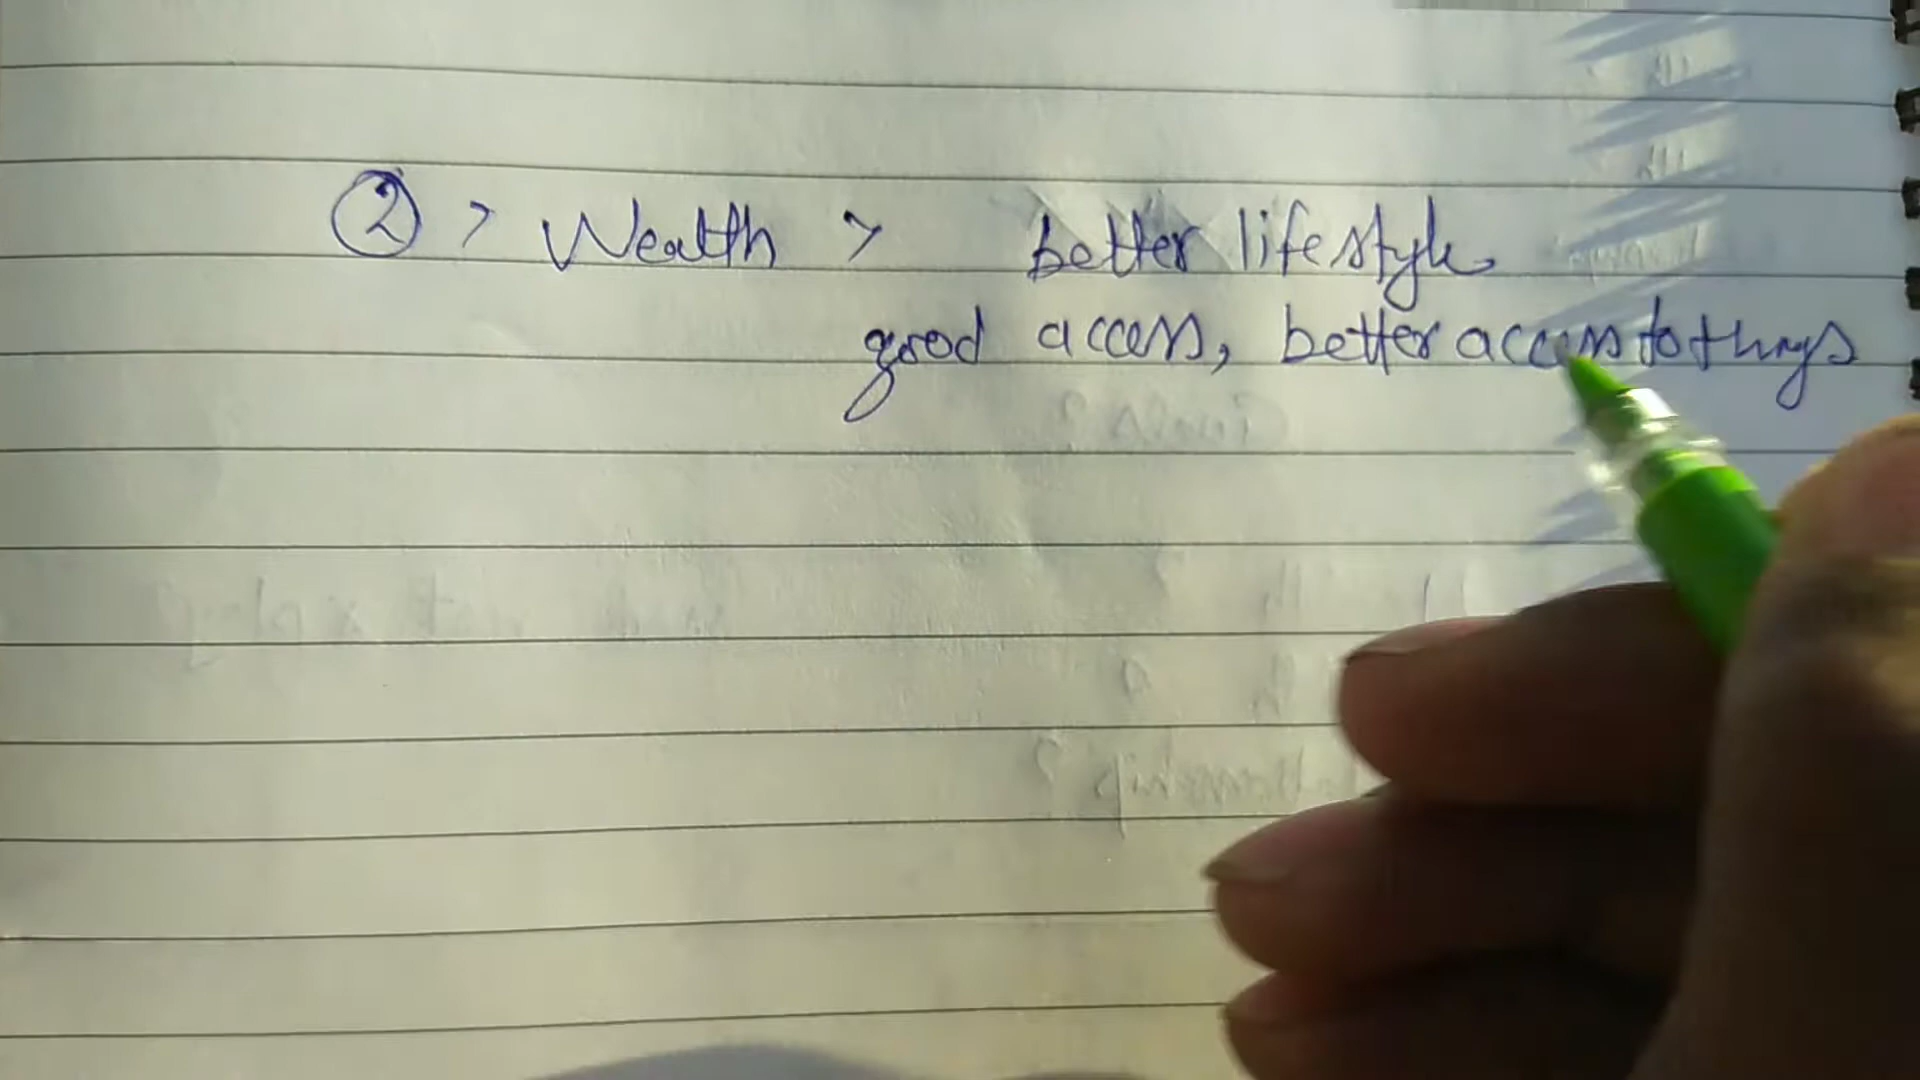 ② > Wealth > better lifestyle
good access, better access to things